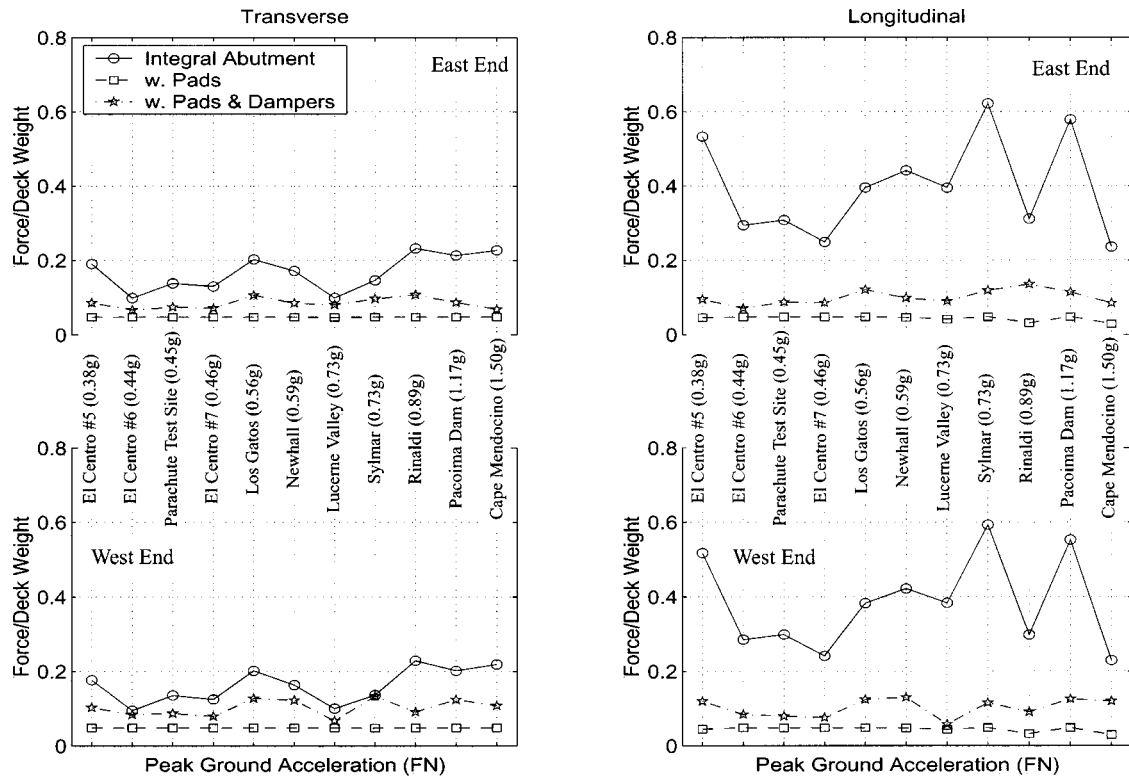 Transverse
0.8
0.6
0.4
0.2
0
Force/Deck Weight
Integral Abutment
w. Pads
w. Pads & Dampers
East End
Longitudinal
0.8
0.6
0.4
0.2
0
Force/Deck Weight
East End
El Centro #5 (0.38g)
El Centro #6 (0.44g)
Parachute Test Site (0.45g)
El Centro #7 (0.46g)
Los Gatos (0.56g)
Newhall (0.59g)
Lucerne Valley (0.73g)
Sylmar (0.73g)
Rinaldi (0.89g)
Pacoima Dam (1.17g)
Cape Mendocino (1.50g)
El Centro #5 (0.38g)
El Centro #6 (0.44g)
Parachute Test Site (0.45g)
El Centro #7 (0.46g)
Los Gatos (0.56g)
Newhall (0.59g)
Lucerne Valley (0.73g)
Sylmar (0.73g)
Rinaldi (0.89g)
Pacoima Dam (1.17g)
Cape Mendocino (1.50g)
0.8
0.6
0.4
0.2
0
Force/Deck Weight
West End
Peak Ground Acceleration (FN)
0.8
0.6
0.4
0.2
0
Force/Deck Weight
West End
Peak Ground Acceleration (FN)